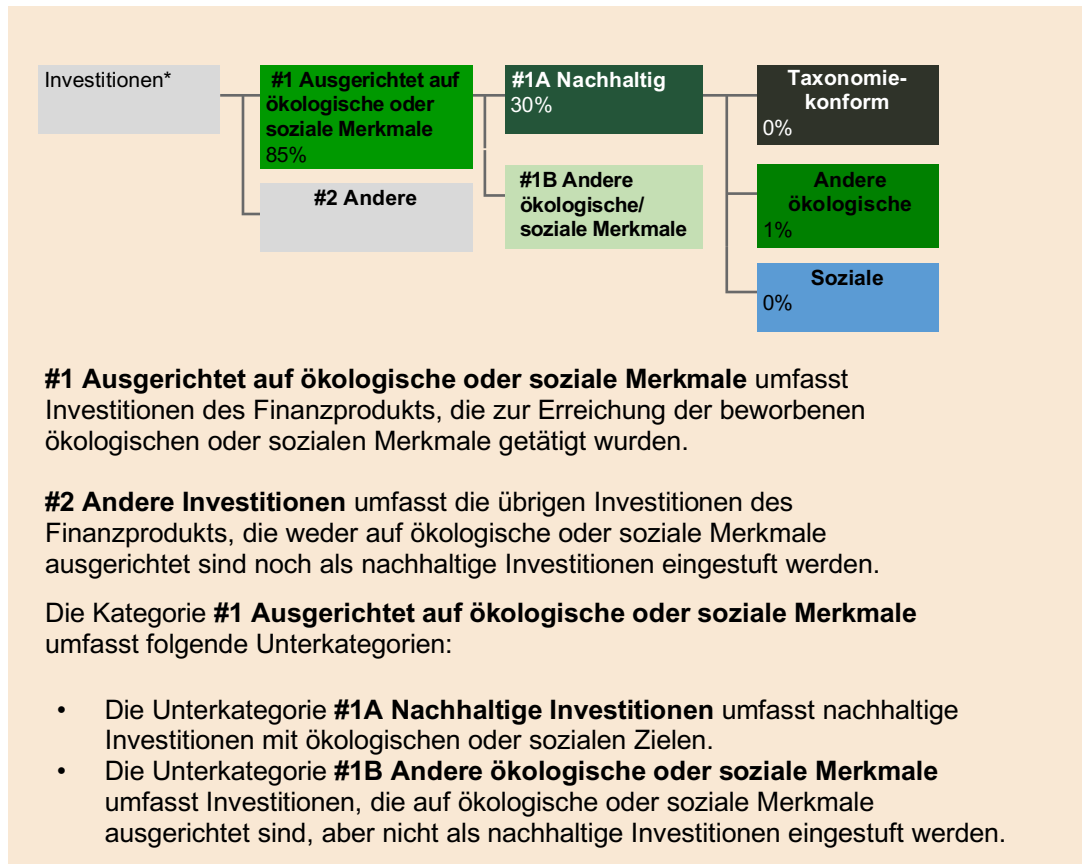 Investitionen*
#1 Ausgerichtet auf
ökologische oder
soziale Merkmale
85%
#2 Andere
#1A Nachhaltig
30%
#1B Andere
ökologische/
soziale Merkmale
Taxonomie-
konform
0%
Andere
ökologische
1%
Soziale
0%
#1 Ausgerichtet auf ökologische oder soziale Merkmale umfasst
Investitionen des Finanzprodukts, die zur Erreichung der beworbenen
ökologischen oder sozialen Merkmale getätigt wurden.
#2 Andere Investitionen umfasst die übrigen Investitionen des
Finanzprodukts, die weder auf ökologische oder soziale Merkmale
ausgerichtet sind noch als nachhaltige Investitionen eingestuft werden.
Die Kategorie #1 Ausgerichtet auf ökologische oder soziale Merkmale
umfasst folgende Unterkategorien:
• Die Unterkategorie #1A Nachhaltige Investitionen umfasst nachhaltige
Investitionen mit ökologischen oder sozialen Zielen.
• Die Unterkategorie #1B Andere ökologische oder soziale Merkmale
umfasst Investitionen, die auf ökologische oder soziale Merkmale
ausgerichtet sind, aber nicht als nachhaltige Investitionen eingestuft werden.